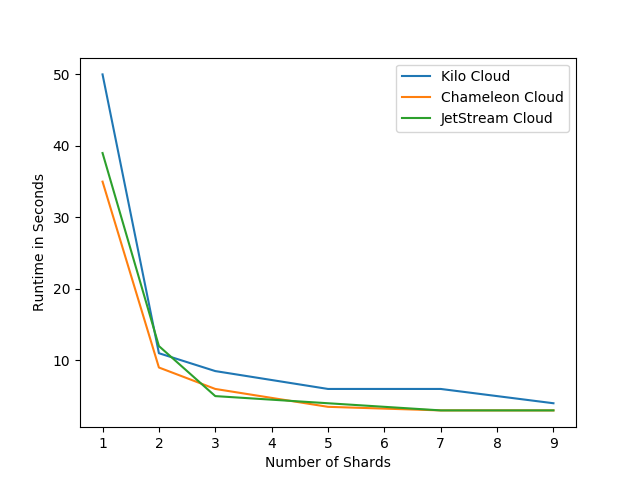 50
40
30
20
10
Runtime in Seconds
Kilo Cloud
Chameleon Cloud
JetStream Cloud
1 2 3 4 5 6 7 8 9
Number of Shards